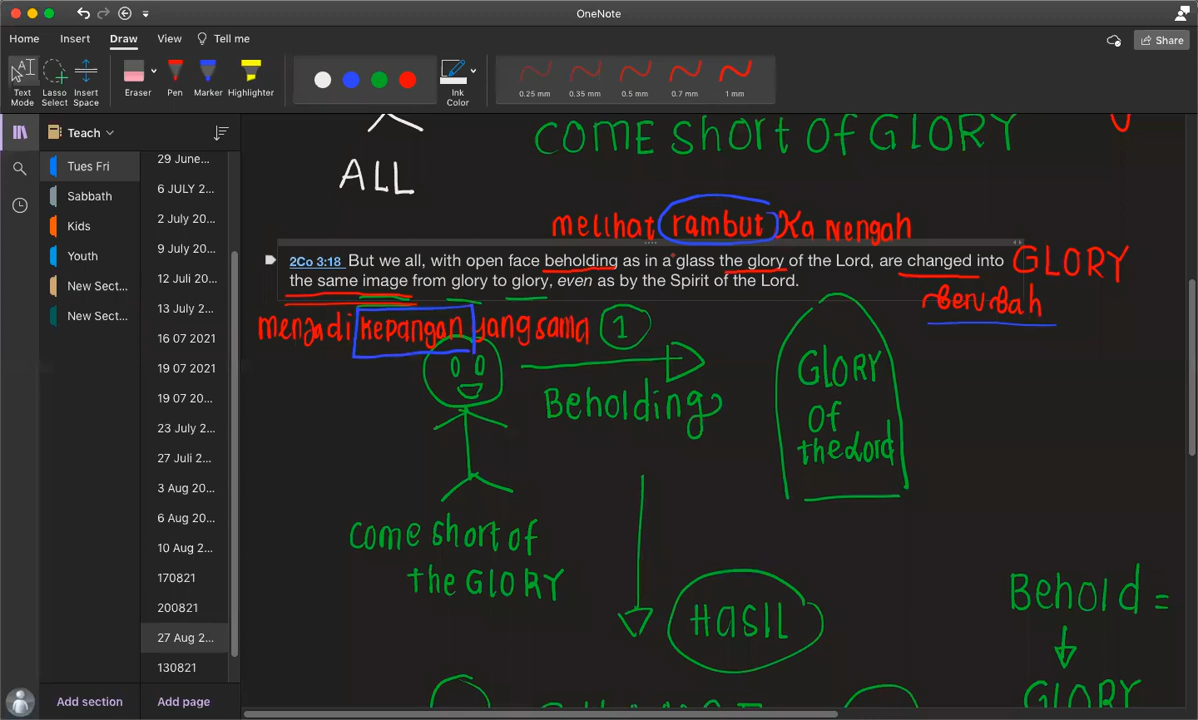 OneNote
Home Insert Draw View Tell me
Share
Text Mode
Lasso Select
Insert Space
Eraser
Pen
Marker
Highlighter
Ink Color
0.25 mm 0.35 mm 0.5 mm 0.7 mm 1 mm
Teach
Tues Fri
Sabbath
Kids
Youth
New Sect...
New Sect...
29 June...
6 JULY 2...
2 July 20...
9 July 20...
12 Juli 20...
13 July 2...
16 07 2021
19 07 2021
19 07 202...
23 July 2...
27 Juli 2...
3 Aug 20...
6 Aug 20...
10 Aug 2...
170821
200821
27 Aug 2...
130821
Add section
Add page
COME Short Of GLORY
ALL
melihat rambut Ka Nengah
2Co 3:18 But we all, with open face beholding as in a glass the glory of the Lord, are changed into
the same image from glory to glory, even as by the Spirit of the Lord.
GLORY
Berubah
menjadi kepangan yang sama 1
Beholding
GLORY
Of
the Lord
Come short of
the GLORY
HASIL
Behold =
GLORY